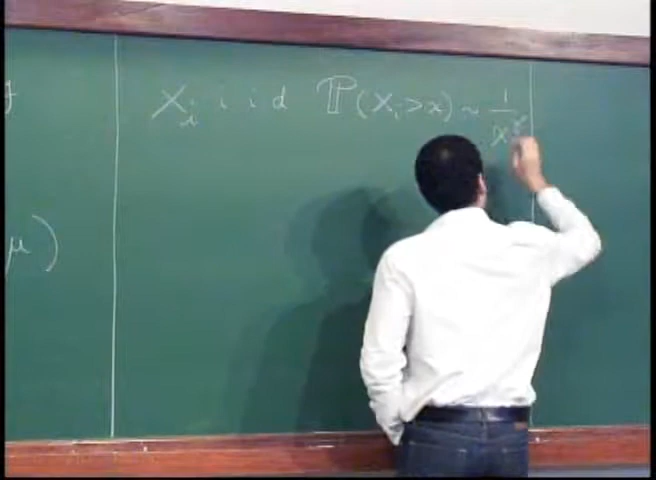 μ)
X_i i i d ℙ(X_i > x) ~ 1/x^α